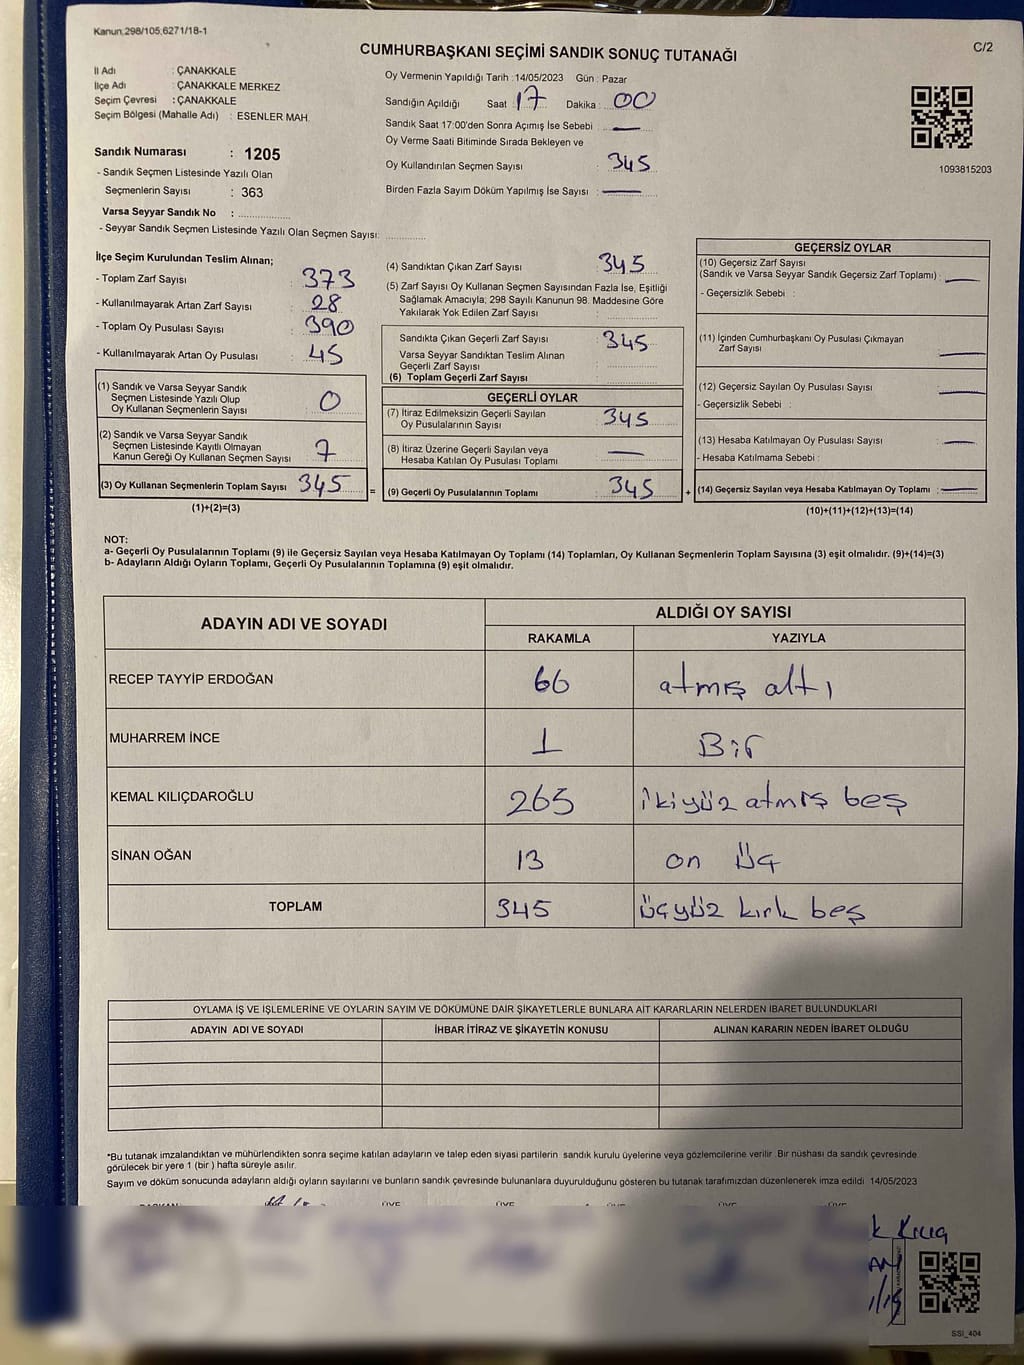 Kanun,298/105,6271/18-1
C/2
CUMHURBAŞKANI SEÇİMİ SANDIK SONUÇ TUTANAĞI
İl Adı : ÇANAKKALE
İlçe Adı : ÇANAKKALE MERKEZ
Seçim Çevresi : ÇANAKKALE
Seçim Bölgesi (Mahalle Adı) : ESENLER MAH.
Sandık Numarası : 1205
- Sandık Seçmen Listesinde Yazılı Olan
Seçmenlerin Sayısı : 363
Varsa Seyyar Sandık No :
- Seyyar Sandık Seçmen Listesinde Yazılı Olan Seçmen Sayısı:
Oy Vermenin Yapıldığı Tarih :14/05/2023 Gün : Pazar
Sandığın Açıldığı Saat : 17 Dakika : 00
Sandık Saat 17:00'den Sonra Açımış İse Sebebi : —
Oy Verme Saati Bitiminde Sırada Bekleyen ve
Oy Kullandırılan Seçmen Sayısı : 345
Birden Fazla Sayım Döküm Yapılmış İse Sayısı : —
1093815203
İlçe Seçim Kurulundan Teslim Alınan;
- Toplam Zarf Sayısı : 373
- Kullanılmayarak Artan Zarf Sayısı : 28
- Toplam Oy Pusulası Sayısı : 390
- Kullanılmayarak Artan Oy Pusulası : 45
(1) Sandık ve Varsa Seyyar Sandık
Seçmen Listesinde Yazılı Olup
Oy Kullanan Seçmenlerin Sayısı : 0
(2) Sandık ve Varsa Seyyar Sandık
Seçmen Listesinde Kayıtlı Olmayan
Kanun Gereği Oy Kullanan Seçmen Sayısı : 7
(3) Oy Kullanan Seçmenlerin Toplam Sayısı : 345 =
(1)+(2)=(3)
(4) Sandıktan Çıkan Zarf Sayısı : 345
(5) Zarf Sayısı Oy Kullanan Seçmen Sayısından Fazla İse, Eşitliği
Sağlamak Amacıyla; 298 Sayılı Kanunun 98. Maddesine Göre
Yakılarak Yok Edilen Zarf Sayısı :
Sandıkta Çıkan Geçerli Zarf Sayısı : 345
Varsa Seyyar Sandıktan Teslim Alınan
Geçerli Zarf Sayısı :
(6) Toplam Geçerli Zarf Sayısı :
GEÇERLİ OYLAR
(7) İtiraz Edilmeksizin Geçerli Sayılan
Oy Pusulalarının Sayısı : 345
(8) İtiraz Üzerine Geçerli Sayılan veya
Hesaba Katılan Oy Pusulası Toplamı : —
(9) Geçerli Oy Pusulalarının Toplamı : 345 +
GEÇERSİZ OYLAR
(10) Geçersiz Zarf Sayısı
(Sandık ve Varsa Seyyar Sandık Geçersiz Zarf Toplamı) : —
- Geçersizlik Sebebi :
(11) İçinden Cumhurbaşkanı Oy Pusulası Çıkmayan
Zarf Sayısı : —
(12) Geçersiz Sayılan Oy Pusulası Sayısı : —
- Geçersizlik Sebebi :
(13) Hesaba Katılmayan Oy Pusulası Sayısı : —
- Hesaba Katılmama Sebebi :
(14) Geçersiz Sayılan veya Hesaba Katılmayan Oy Toplamı : —
(10)+(11)+(12)+(13)=(14)
NOT:
a- Geçerli Oy Pusulalarının Toplamı (9) ile Geçersiz Sayılan veya Hesaba Katılmayan Oy Toplamı (14) Toplamları, Oy Kullanan Seçmenlerin Toplam Sayısına (3) eşit olmalıdır. (9)+(14)=(3)
b- Adayların Aldığı Oyların Toplamı, Geçerli Oy Pusulalarının Toplamına (9) eşit olmalıdır.
ADAYIN ADI VE SOYADI ALDIĞI OY SAYISI
RAKAMLA YAZIYLA
RECEP TAYYİP ERDOĞAN 66 atmış altı
MUHARREM İNCE 1 Bir
KEMAL KILIÇDAROĞLU 265 ikiyüz atmış beş
SİNAN OĞAN 13 on üç
TOPLAM 345 üçyüz kırk beş
OYLAMA İŞ VE İŞLEMLERİNE VE OYLARIN SAYIM VE DÖKÜMÜNE DAİR ŞİKAYETLERLE BUNLARA AİT KARARLARIN NELERDEN İBARET BULUNDUKLARI
ADAYIN ADI VE SOYADI İHBAR İTİRAZ VE ŞİKAYETİN KONUSU ALINAN KARARIN NEDEN İBARET OLDUĞU
*Bu tutanak imzalandıktan ve mühürlendikten sonra seçime katılan adayların ve talep eden siyasi partilerin sandık kurulu üyelerine veya gözlemcilerine verilir. Bir nüshası da sandık çevresinde
görülecek bir yere 1 (bir ) hafta süreyle asılır.
Sayım ve döküm sonucunda adayların aldığı oyların sayılarını ve bunların sandık çevresinde bulunanlara duyurulduğunu gösteren bu tutanak tarafımızdan düzenlenerek imza edildi 14/05/2023
SSI_404